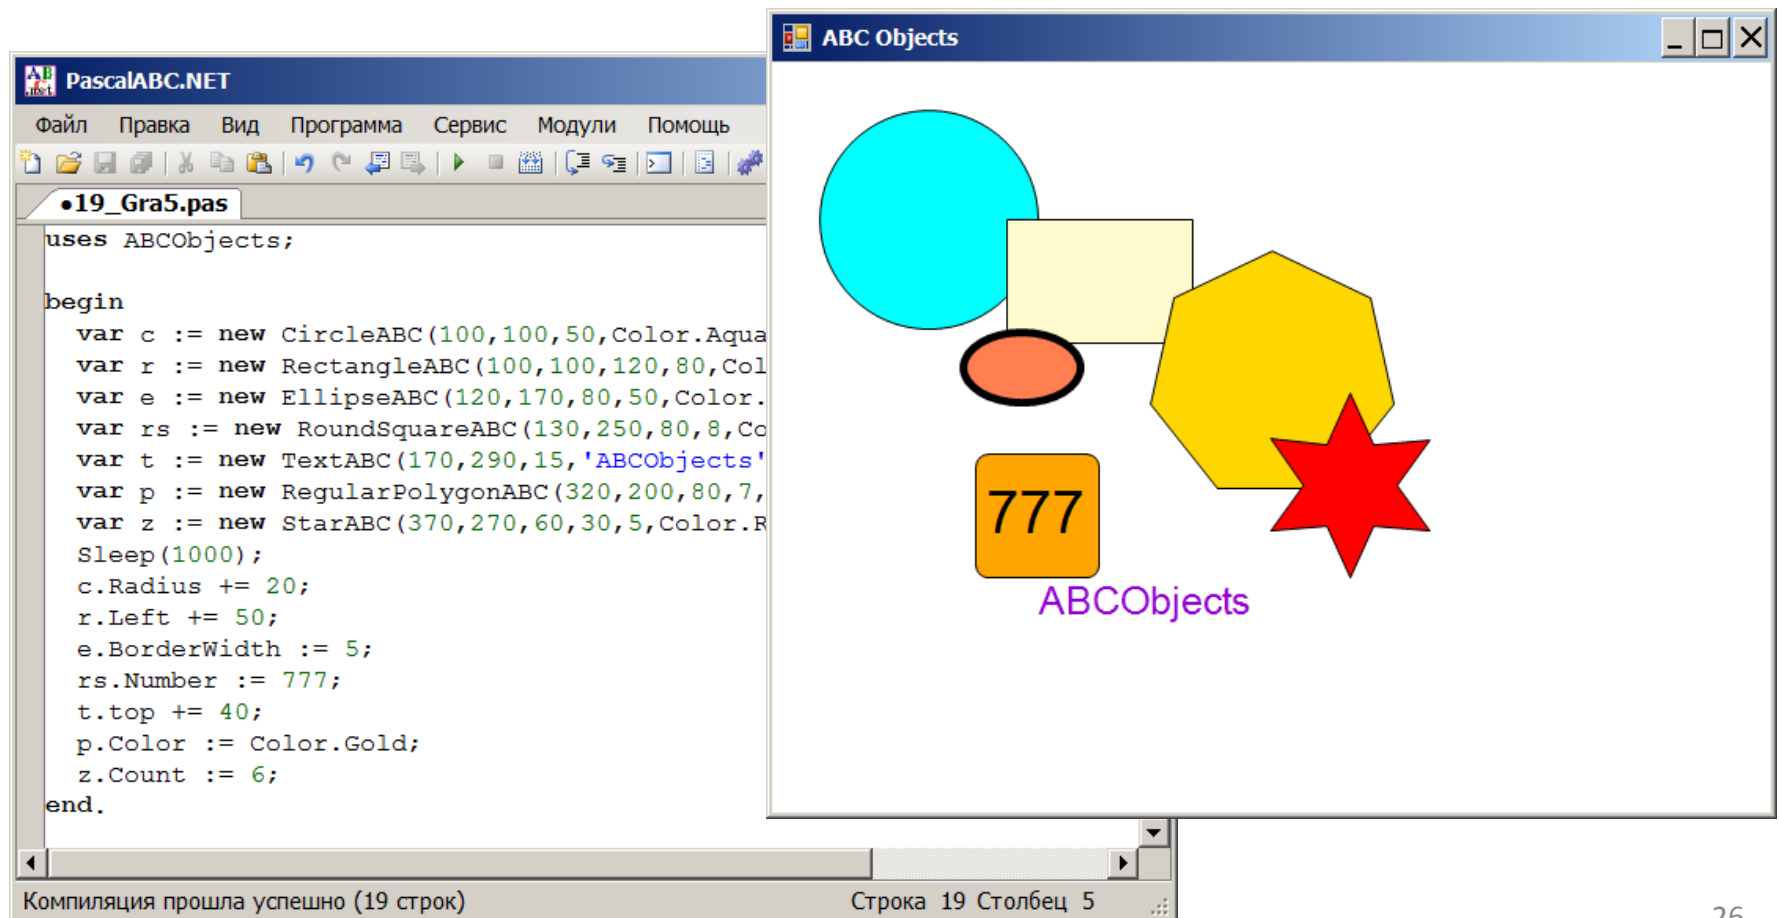 PascalABC.NET
Файл Правка Вид Программа Сервис Модули Помощь
•19_Gra5.pas
uses ABCObjects;
begin
var c := new CircleABC(100,100,50,Color.Aqua
var r := new RectangleABC(100,100,120,80,Col
var e := new EllipseABC(120,170,80,50,Color.
var rs := new RoundSquareABC(130,250,80,8,Co
var t := new TextABC(170,290,15,'ABCObjects'
var p := new RegularPolygonABC(320,200,80,7,
var z := new StarABC(370,270,60,30,5,Color.R
Sleep(1000);
c.Radius += 20;
r.Left += 50;
e.BorderWidth := 5;
rs.Number := 777;
t.top += 40;
p.Color := Color.Gold;
z.Count := 6;
end.
Компиляция прошла успешно (19 строк)
Строка 19 Столбец 5
ABC Objects
777
ABCObjects
26